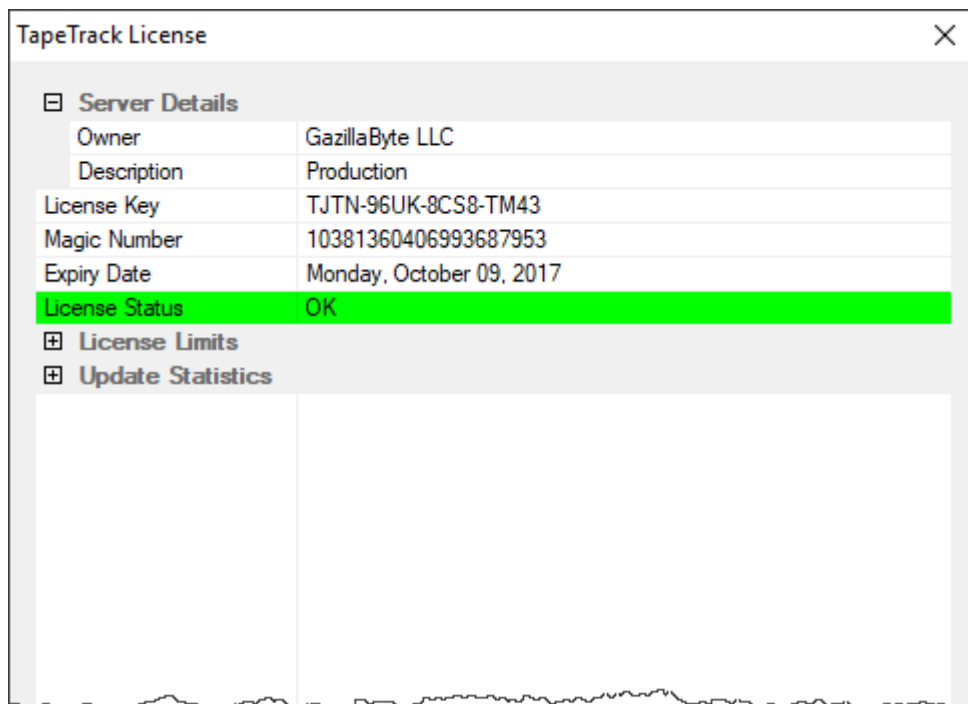 TapeTrack License
Server Details
Owner GazillaByte LLC
Description Production
License Key TJTN-96UK-8CS8-TM43
Magic Number 10381360406993687953
Expiry Date Monday, October 09, 2017
License Status OK
License Limits
Update Statistics